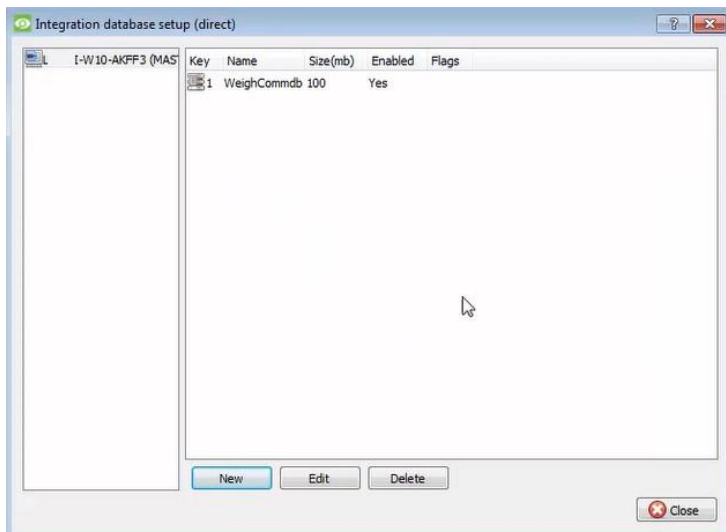 Integration database setup (direct)
L I-W10-AKFF3 (MAS
Key Name Size(mb) Enabled Flags
1 WeighCommdb 100 Yes
New Edit Delete
Close